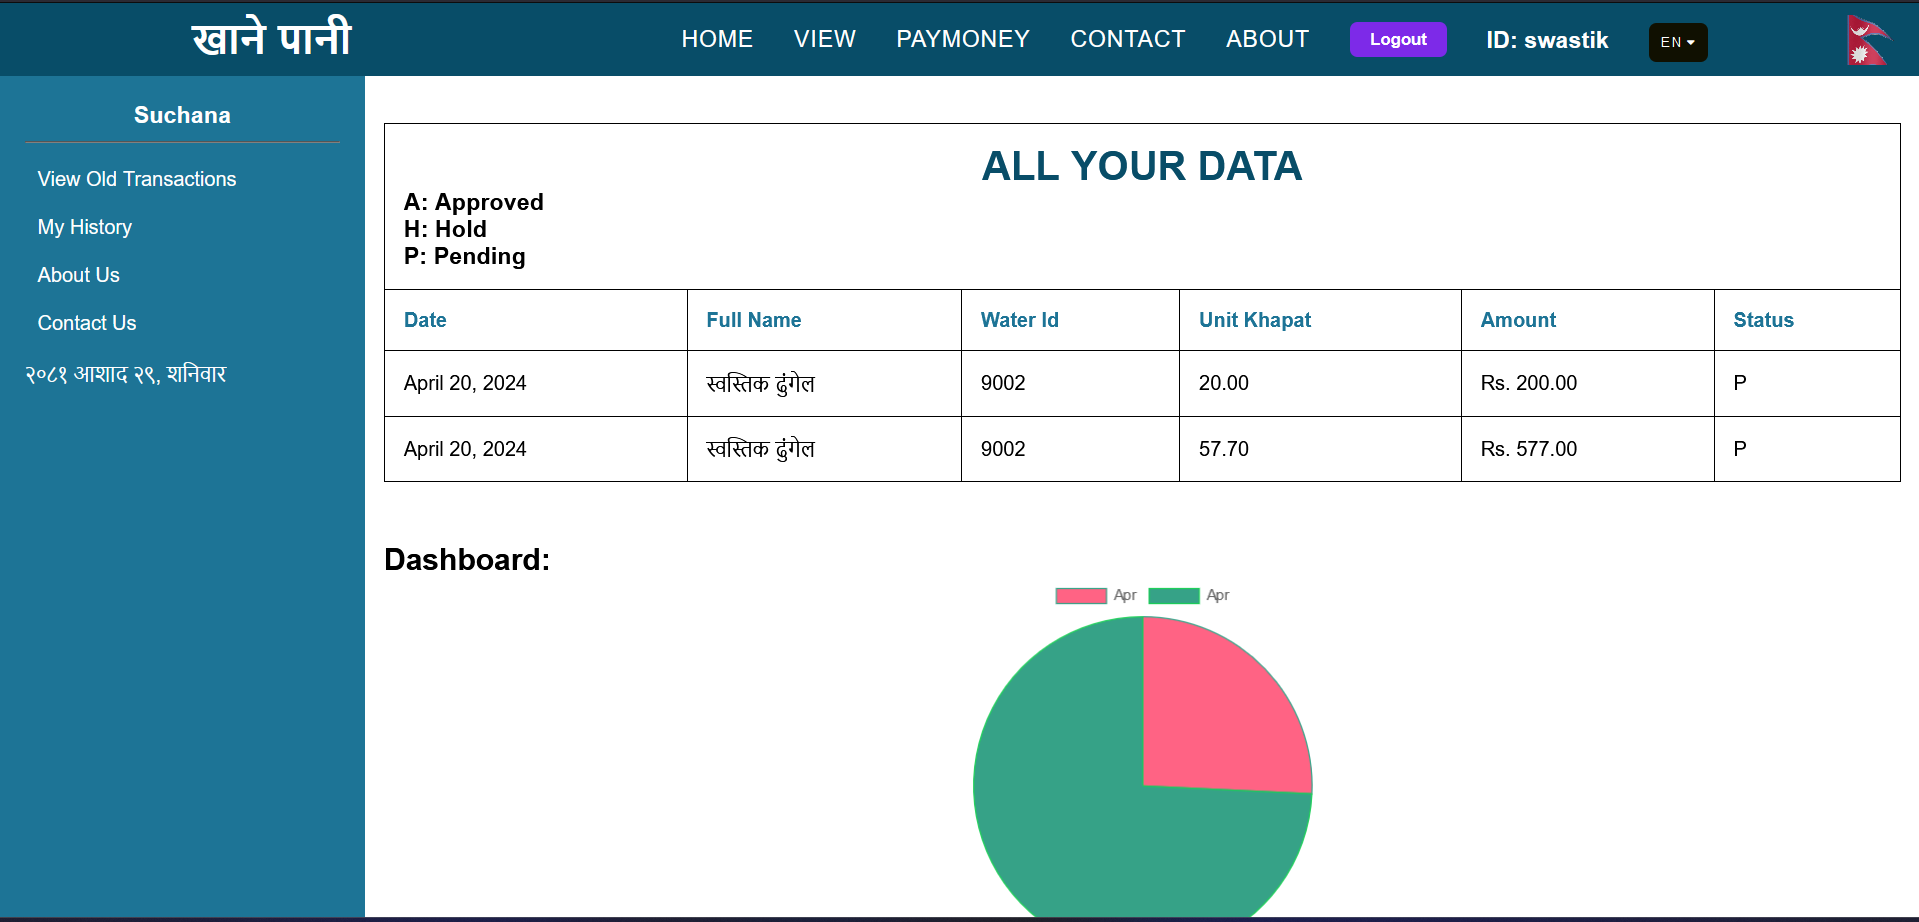 खाने पानी
HOME VIEW PAYMONEY CONTACT ABOUT Logout ID: swastik EN
Suchana
View Old Transactions
My History
About Us
Contact Us
२०८१ आशाद २९, शनिवार
ALL YOUR DATA
A: Approved
H: Hold
P: Pending
Date Full Name Water Id Unit Khapat Amount Status
April 20, 2024 स्वस्तिक ढुंगेल 9002 20.00 Rs. 200.00 P
April 20, 2024 स्वस्तिक ढुंगेल 9002 57.70 Rs. 577.00 P
Dashboard:
Apr Apr